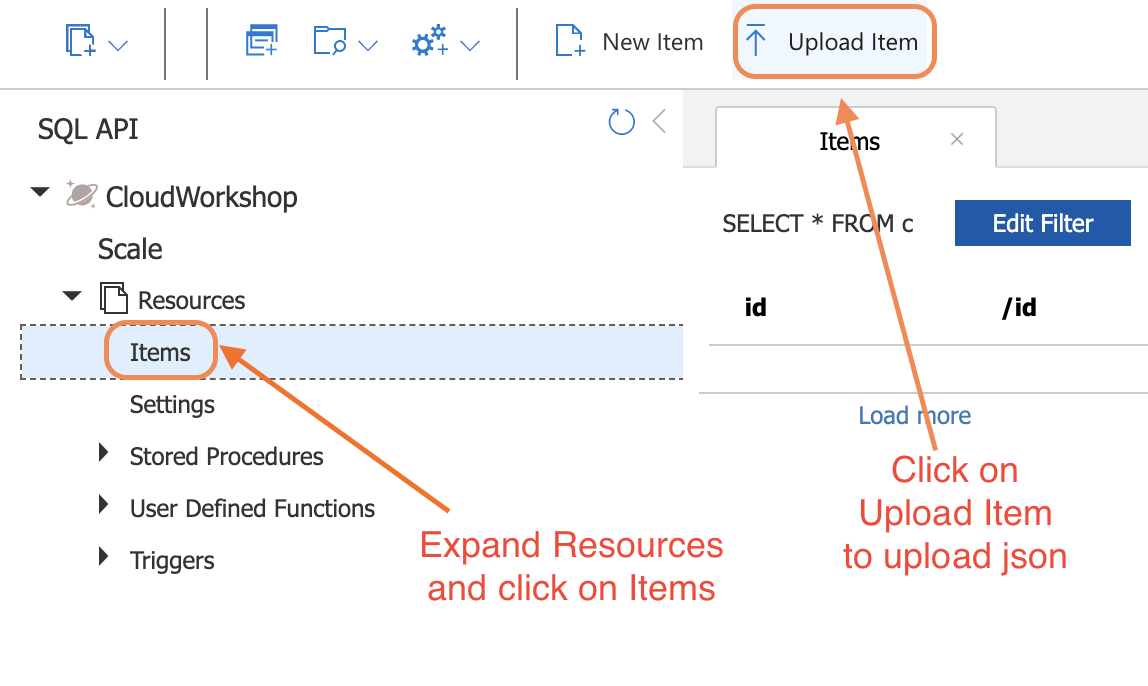 New Item
Upload Item
SQL API
Items
CloudWorkshop
SELECT * FROM c
Edit Filter
Scale
Resources
id
/id
Items
Settings
Load more
Stored Procedures
User Defined Functions
Triggers
Expand Resources
and click on Items
Click on
Upload Item
to upload json